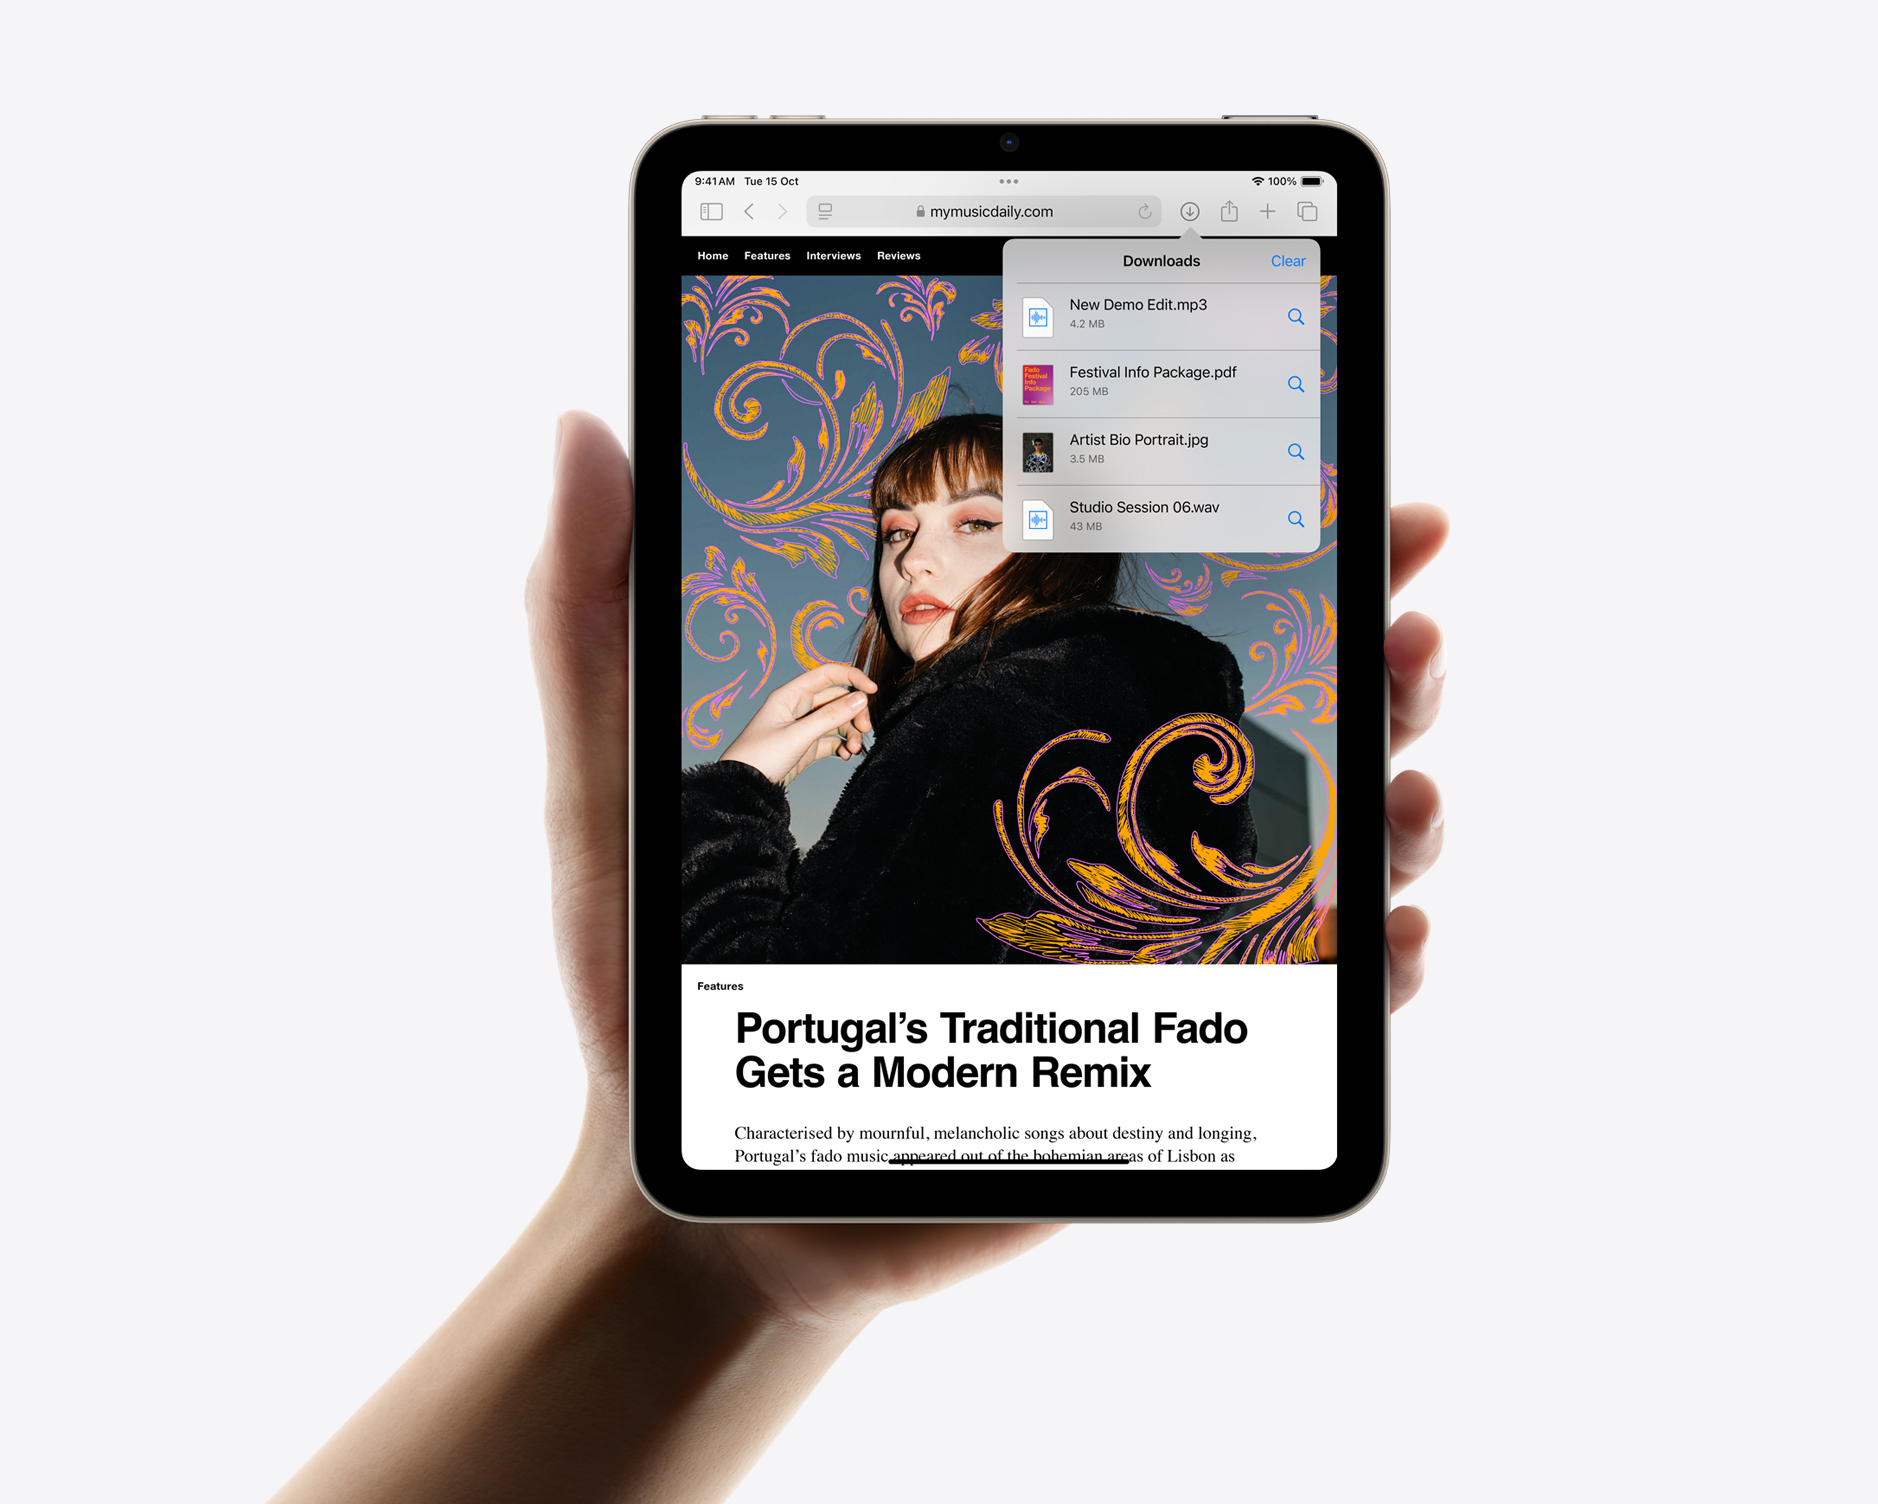 9:41 AM Tue 15 Oct
100%
mymusicdaily.com
Home Features Interviews Reviews
Downloads Clear
New Demo Edit.mp3
4.2 MB
Fado
Festival
Info
Package
Festival Info Package.pdf
205 MB
Artist Bio Portrait.jpg
3.5 MB
Studio Session 06.wav
43 MB
Features
Portugal’s Traditional Fado
Gets a Modern Remix
Characterised by mournful, melancholic songs about destiny and longing,
Portugal’s fado music appeared out of the bohemian areas of Lisbon as